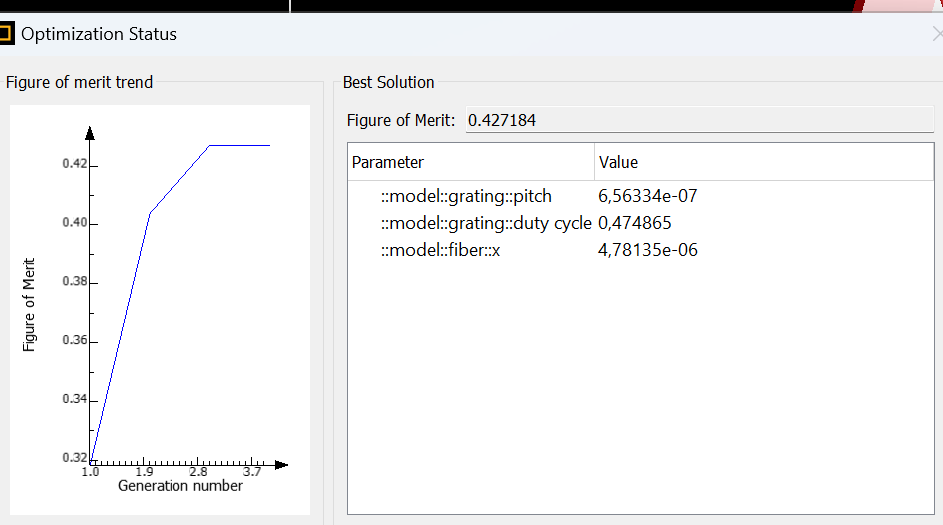 Optimization Status
Figure of merit trend
0.42
0.40
0.38
0.36
0.34
0.32
Figure of Merit
1.0 1.9 2.8 3.7
Generation number
Best Solution
Figure of Merit: 0.427184
Parameter Value
::model::grating::pitch 6,56334e-07
::model::grating::duty cycle 0,474865
::model::fiber::x 4,78135e-06